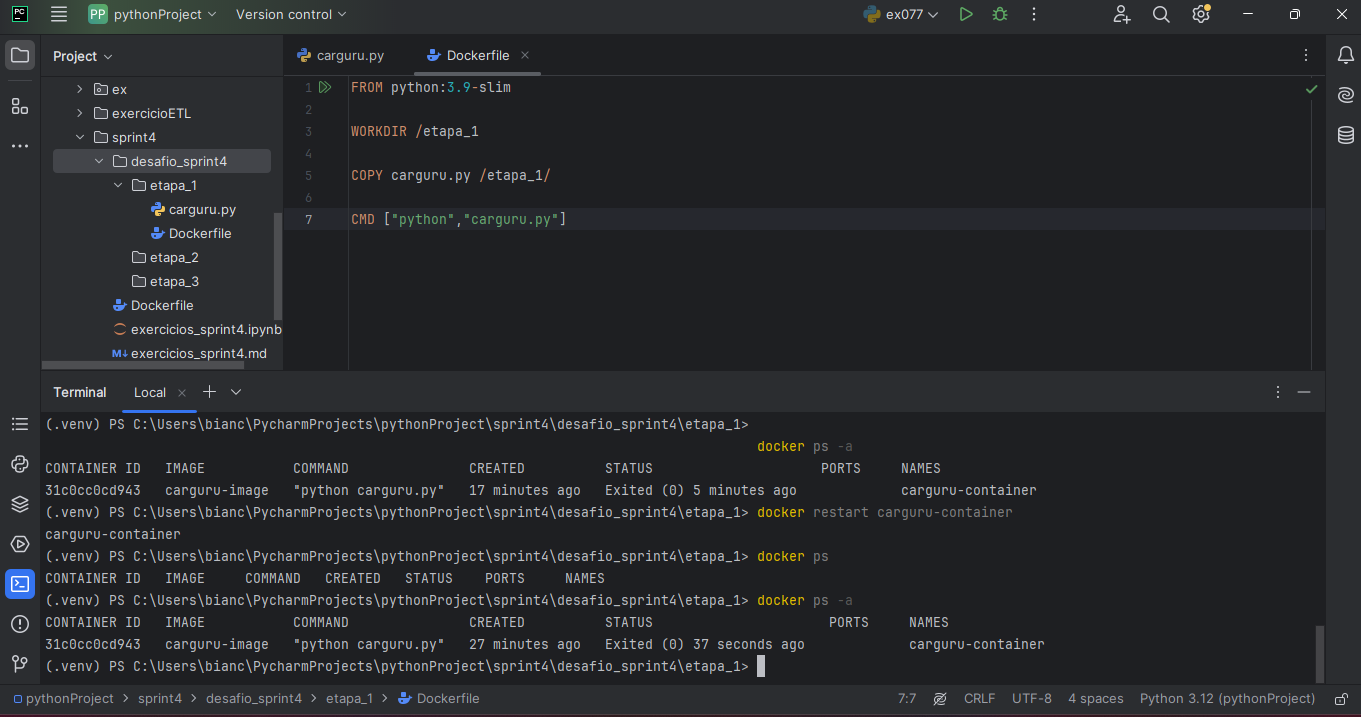 PC PP pythonProject Version control ex077
Project
ex
exercicioETL
sprint4
desafio_sprint4
etapa_1
carguru.py
Dockerfile
etapa_2
etapa_3
Dockerfile
exercicios_sprint4.ipynb
M↓ exercicios_sprint4.md
carguru.py Dockerfile
1 FROM python:3.9-slim
2
3 WORKDIR /etapa_1
4
5 COPY carguru.py /etapa_1/
6
7 CMD ["python","carguru.py"]
Terminal Local
(.venv) PS C:\Users\bianc\PycharmProjects\pythonProject\sprint4\desafio_sprint4\etapa_1>
docker ps -a
CONTAINER ID IMAGE COMMAND CREATED STATUS PORTS NAMES
31c0cc0cd943 carguru-image "python carguru.py" 17 minutes ago Exited (0) 5 minutes ago carguru-container
(.venv) PS C:\Users\bianc\PycharmProjects\pythonProject\sprint4\desafio_sprint4\etapa_1> docker restart carguru-container
carguru-container
(.venv) PS C:\Users\bianc\PycharmProjects\pythonProject\sprint4\desafio_sprint4\etapa_1> docker ps
CONTAINER ID IMAGE COMMAND CREATED STATUS PORTS NAMES
(.venv) PS C:\Users\bianc\PycharmProjects\pythonProject\sprint4\desafio_sprint4\etapa_1> docker ps -a
CONTAINER ID IMAGE COMMAND CREATED STATUS PORTS NAMES
31c0cc0cd943 carguru-image "python carguru.py" 27 minutes ago Exited (0) 37 seconds ago carguru-container
(.venv) PS C:\Users\bianc\PycharmProjects\pythonProject\sprint4\desafio_sprint4\etapa_1>
pythonProject > sprint4 > desafio_sprint4 > etapa_1 > Dockerfile 7:7 CRLF UTF-8 4 spaces Python 3.12 (pythonProject)